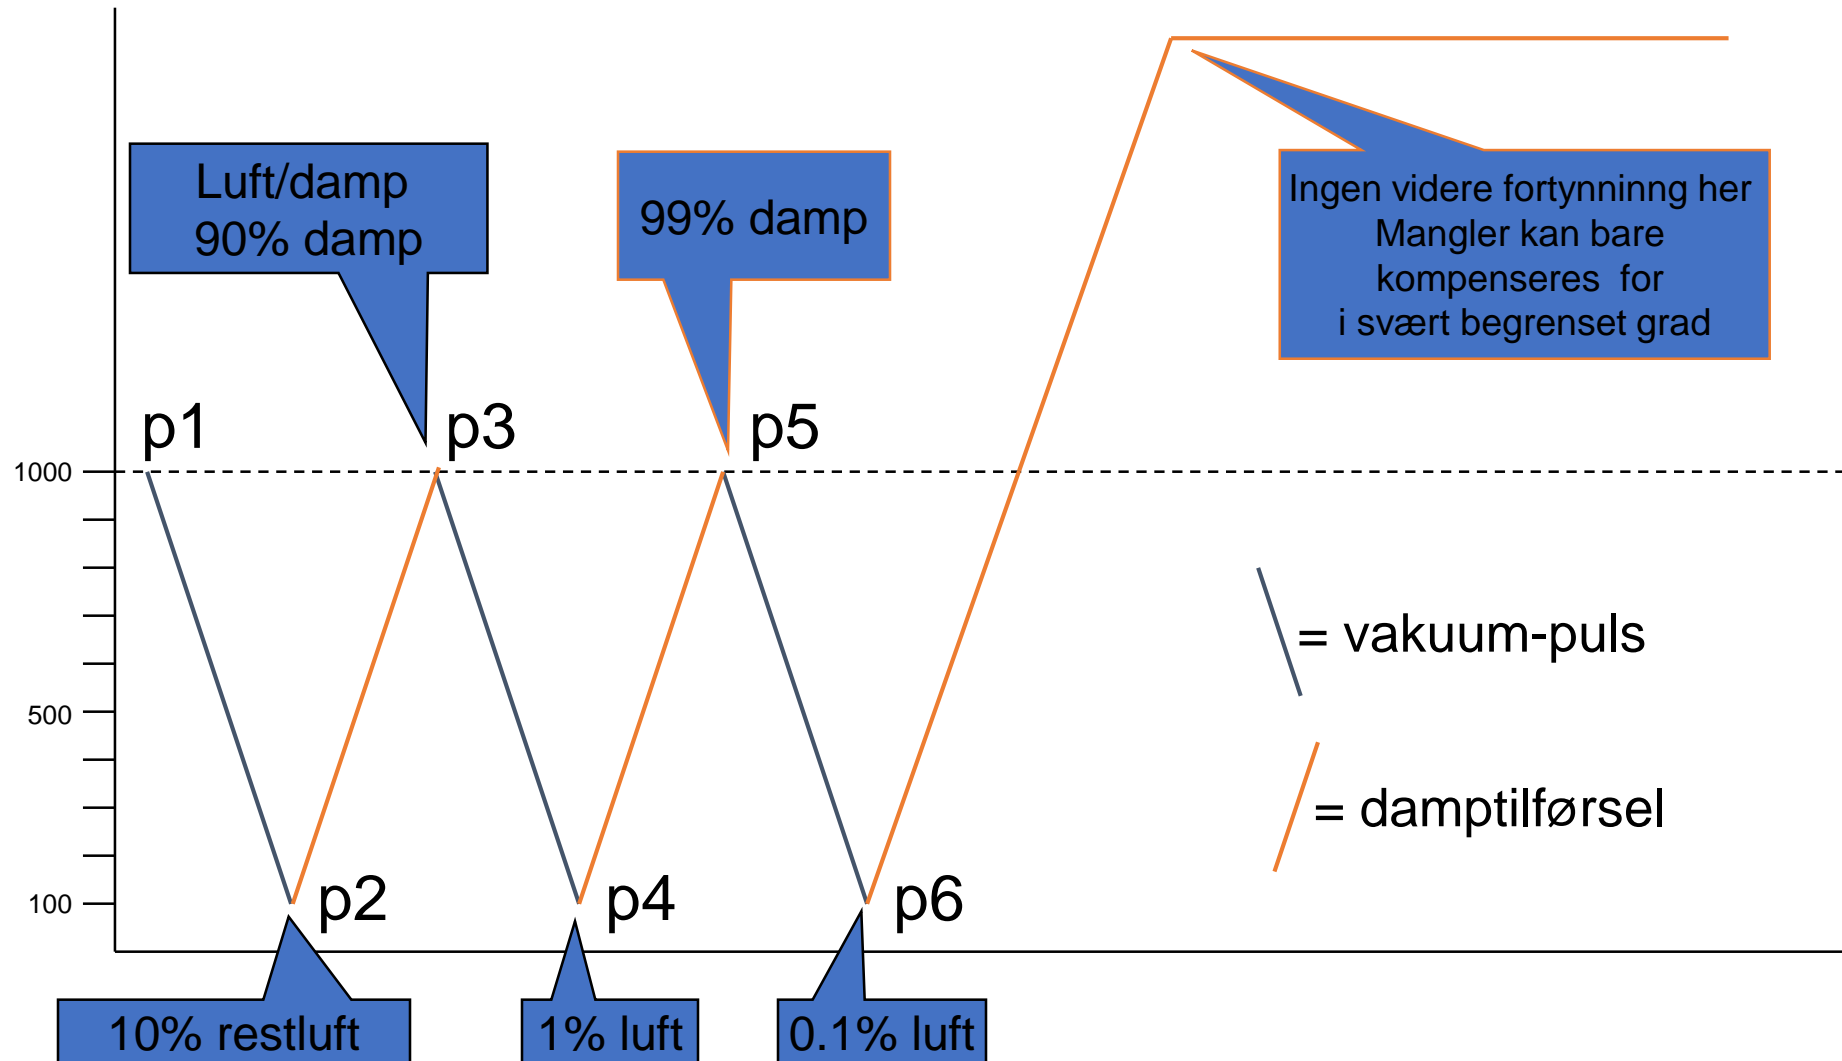 Luft/damp
90% damp
99% damp
Ingen videre fortynninng her
Mangler kan bare
kompenseres for
i svært begrenset grad
p1
p3
p5
1000
= vakuum-puls
500
= damptilførsel
100
p2
p4
p6
10% restluft
1% luft
0.1% luft